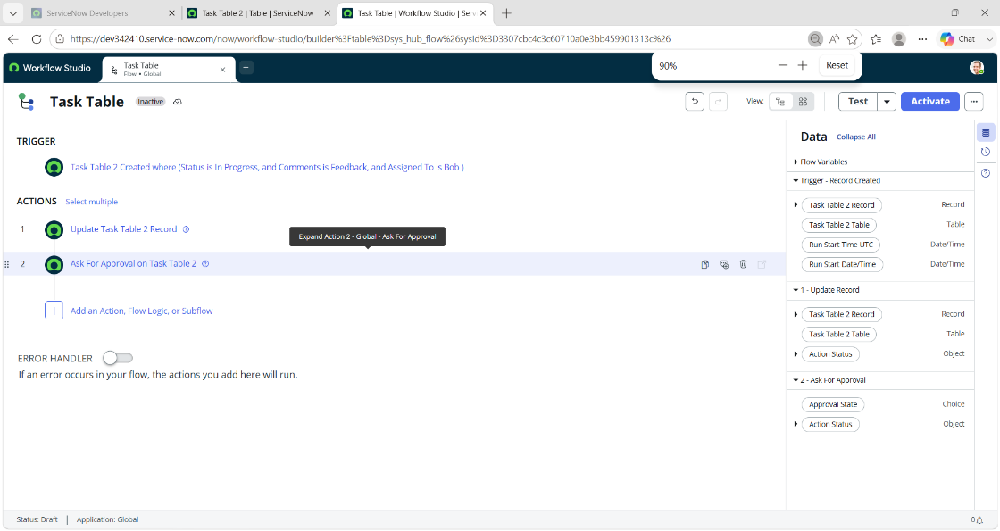 ServiceNow Developers
Task Table 2 | Table | ServiceNow
Task Table | Workflow Studio | Serv
https://dev342410.service-now.com/now/workflow-studio/builder%3Ftable%3Dsys_hub_flow%26sysId%3D3307cbc4c3c60710a0e3bb459901313c%26
Chat
Workflow Studio
Task Table
Flow • Global
90%
Reset
Task Table
Inactive
View:
Test
Activate
TRIGGER
Task Table 2 Created where (Status is In Progress, and Comments is Feedback, and Assigned To is Bob )
ACTIONS Select multiple
1 Update Task Table 2 Record
Expand Action 2 - Global - Ask For Approval
2 Ask For Approval on Task Table 2
Add an Action, Flow Logic, or Subflow
ERROR HANDLER
If an error occurs in your flow, the actions you add here will run.
Data Collapse All
Flow Variables
Trigger - Record Created
Task Table 2 Record Record
Task Table 2 Table Table
Run Start Time UTC Date/Time
Run Start Date/Time Date/Time
1 - Update Record
Task Table 2 Record Record
Task Table 2 Table Table
Action Status Object
2 - Ask For Approval
Approval State Choice
Action Status Object
Status: Draft | Application: Global
0